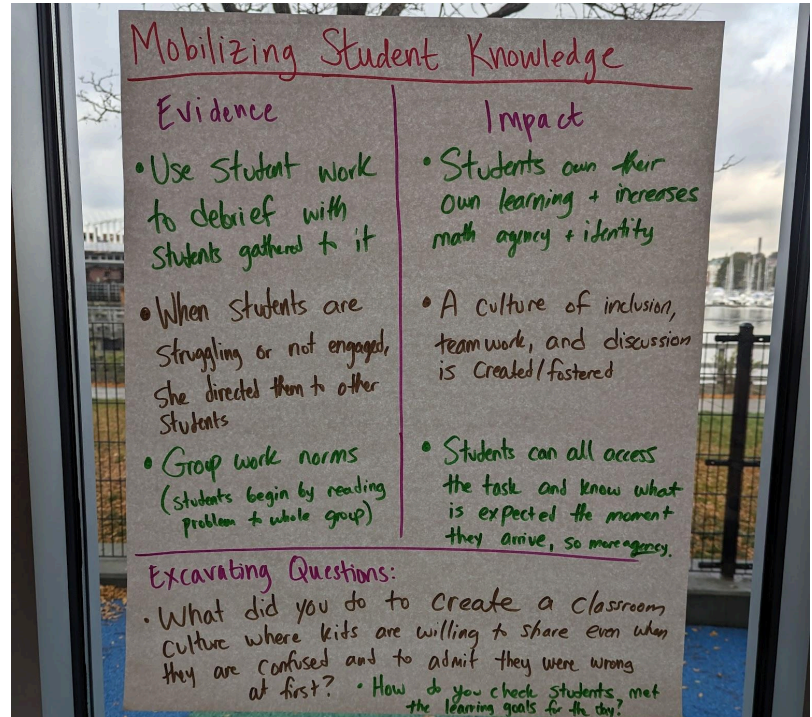 Mobilizing Student Knowledge
Evidence
• Use Student work
to debrief with
Students gathered to it
• When Students are
struggling or not engaged,
she directed them to other
Students
• Group work norms
(students begin by reading
problem to whole group)
Impact
• Students own their
own learning + increases
math agency + identity
• A culture of inclusion,
teamwork, and discussion
is created/fostered
• Students can all access
the task and know what
is expected the moment
they arrive, so more agency.
Excavating Questions:
• What did you do to create a classroom
culture where kids are willing to share even when
they are confused and to admit they were wrong
at first? • How do you check students met
the learning goals for the day?